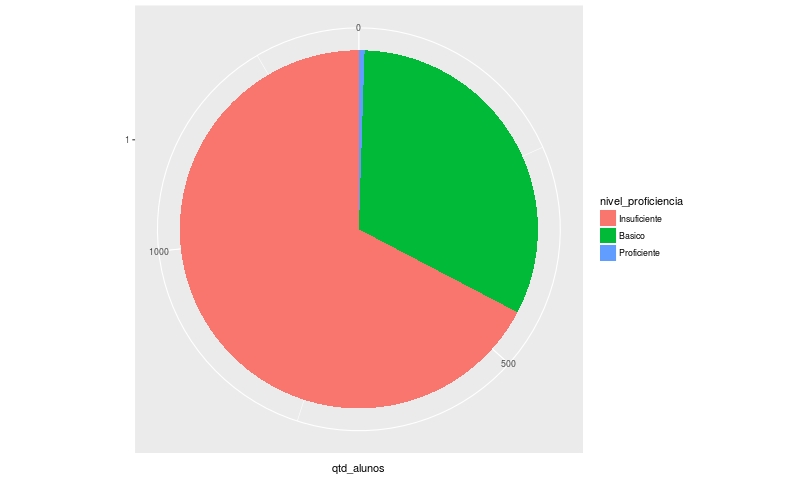 0
1
1000
500
qtd_alunos
nivel_proficiencia
Insuficiente
Basico
Proficiente